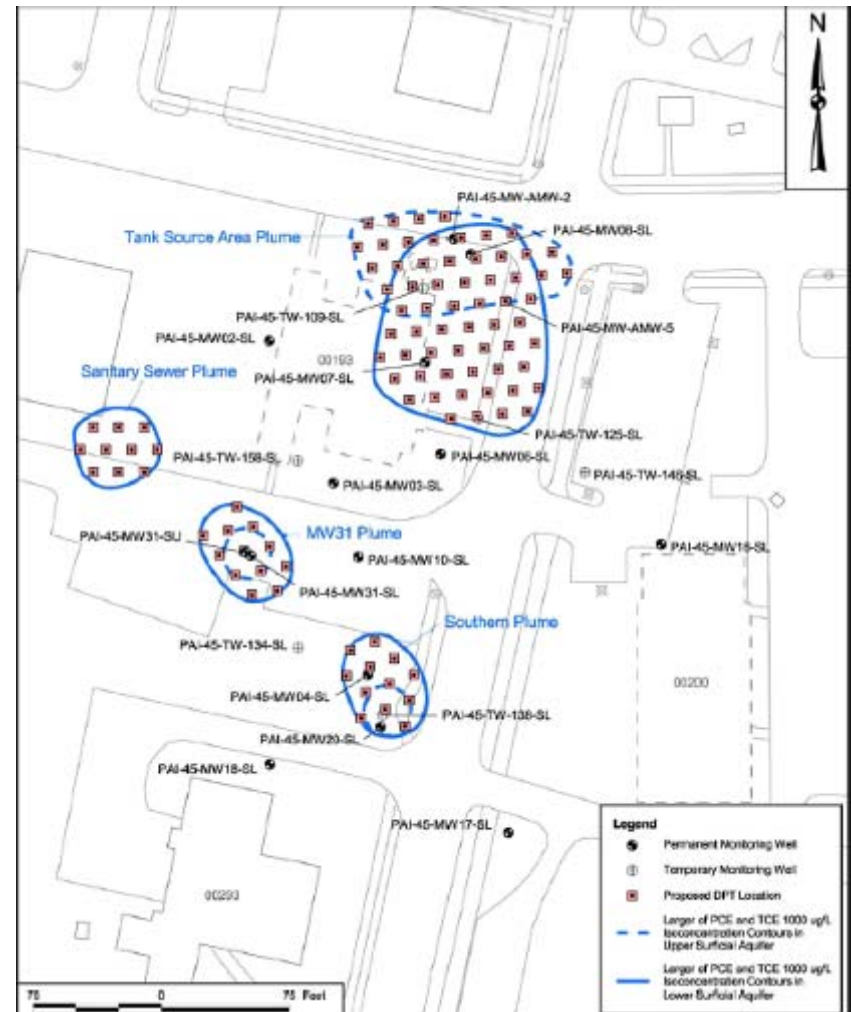 N
PAI-45-MW-AMW-2
Tank Source Area Plume
PAI-45-MW08-SL
PAI-45-TW-109-SL
PAI-45-MW-AMW-5
PAI-45-MW02-SL
00193
PAI-45-MW07-SL
Sanitary Sewer Plume
PAI-45-TW-125-SL
PAI-45-TW-158-SL
PAI-45-MW06-SL
PAI-45-TW-146-SL
PAI-45-MW03-SL
MW31 Plume
PAI-45-MW31-SU
PAI-45-MW10-SL
PAI-45-MW16-SL
PAI-45-MW31-SL
Southern Plume
PAI-45-TW-134-SL
00200
PAI-45-MW04-SL
PAI-45-TW-138-SL
PAI-45-MW20-SL
PAI-45-MW18-SL
PAI-45-MW17-SL
00293
Legend
Permanent Monitoring Well
Temporary Monitoring Well
Proposed DPT Location
Larger of PCE and TCE 1000 ug/L
Isoconcentration Contours in
Upper Surficial Aquifer
Larger of PCE and TCE 1000 ug/L
Isoconcentration Contours in
Lower Surficial Aquifer
75 0 75 Feet